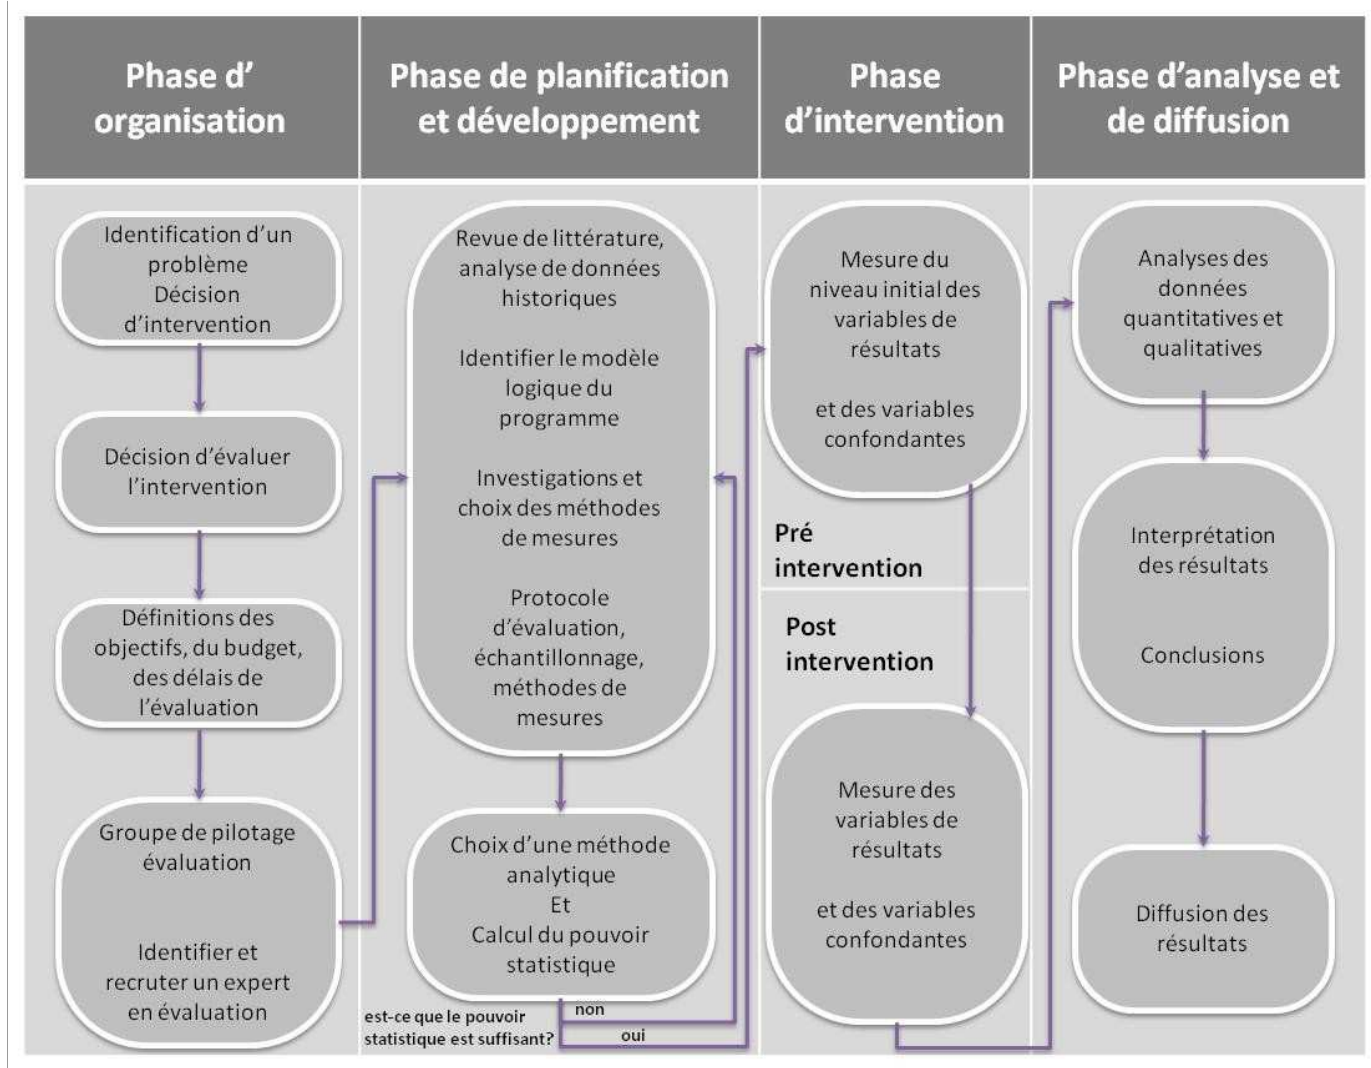 Phase d’
organisation
Phase de planification
et développement
Phase
d’intervention
Phase d’analyse et
de diffusion
Identification d’un
problème
Décision
d’intervention
Décision d’évaluer
l’intervention
Définitions des
objectifs, du budget,
des délais de
l’évaluation
Groupe de pilotage
évaluation
Identifier et
recruter un expert
en évaluation
Revue de littérature,
analyse de données
historiques
Identifier le modèle
logique du
programme
Investigations et
choix des méthodes
de mesures
Protocole
d’évaluation,
échantillonnage,
méthodes de
mesures
Choix d’une méthode
analytique
Et
Calcul du pouvoir
statistique
est-ce que le pouvoir
statistique est suffisant?
non
oui
Mesure du
niveau initial des
variables de
résultats
et des variables
confondantes
Pré
intervention
Post
intervention
Mesure des
variables de
résultats
et des variables
confondantes
Analyses des
données
quantitatives et
qualitatives
Interprétation
des résultats
Conclusions
Diffusion des
résultats